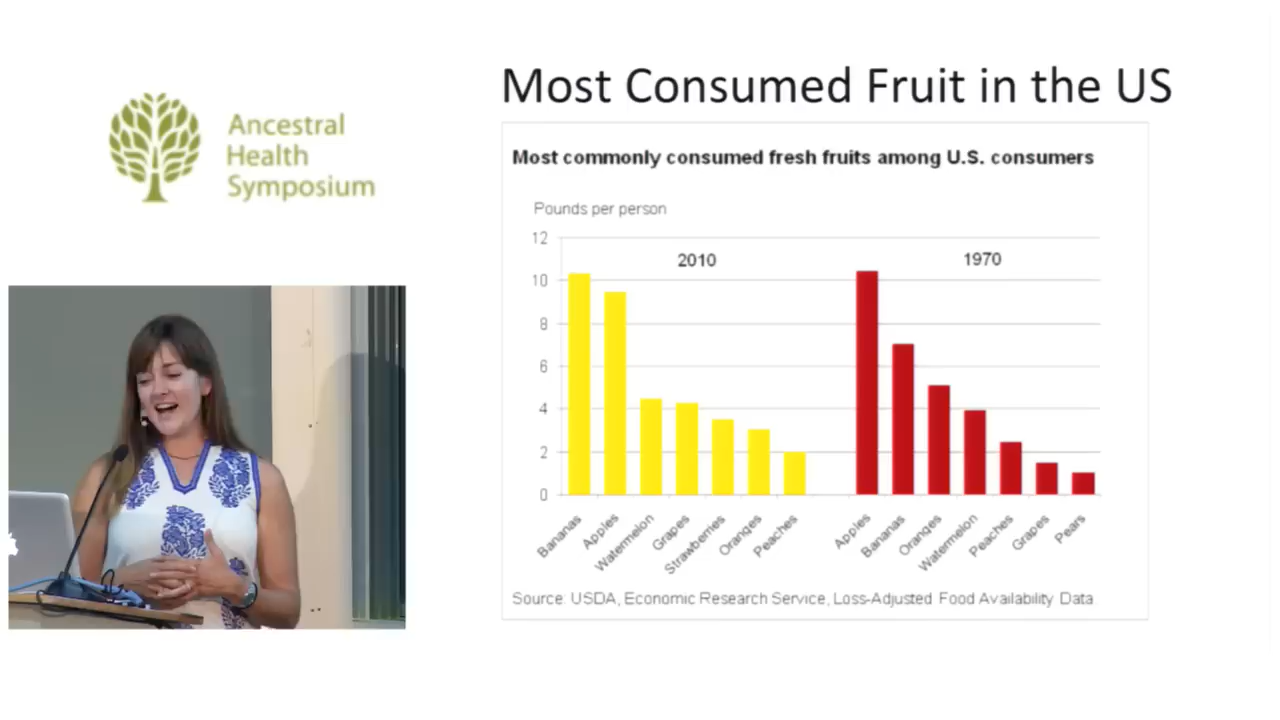 Ancestral
Health
Symposium
Most Consumed Fruit in the US
Most commonly consumed fresh fruits among U.S. consumers
Pounds per person
12
10
8
6
4
2
0
2010
1970
Bananas
Apples
Watermelon
Grapes
Strawberries
Oranges
Peaches
Apples
Bananas
Oranges
Watermelon
Peaches
Grapes
Pears
Source: USDA, Economic Research Service, Loss-Adjusted Food Availability Data